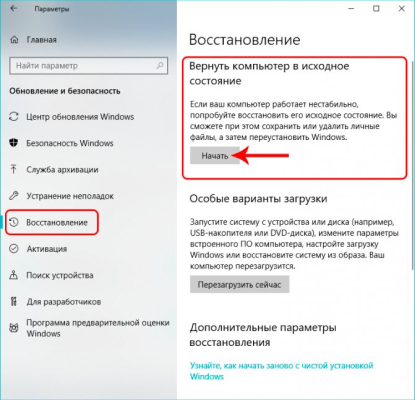 Параметры
Главная
Найти параметр
Обновление и безопасность
Центр обновления Windows
Безопасность Windows
Служба архивации
Устранение неполадок
Восстановление
Активация
Поиск устройства
Для разработчиков
Программа предварительной оценки
Windows
Восстановление
Вернуть компьютер в исходное
состояние
Если ваш компьютер работает нестабильно,
попробуйте восстановить его исходное состояние. Вы
сможете при этом сохранить или удалить личные
файлы, а затем переустановить Windows.
Начать
Особые варианты загрузки
Запустите систему с устройства или диска (например,
USB-накопителя или DVD-диска), измените параметры
встроенного ПО компьютера, настройте загрузку
Windows или восстановите систему из образа. Ваш
компьютер перезагрузится.
Перезагрузить сейчас
Дополнительные параметры
восстановления
Узнайте, как начать заново с чистой установкой
Windows